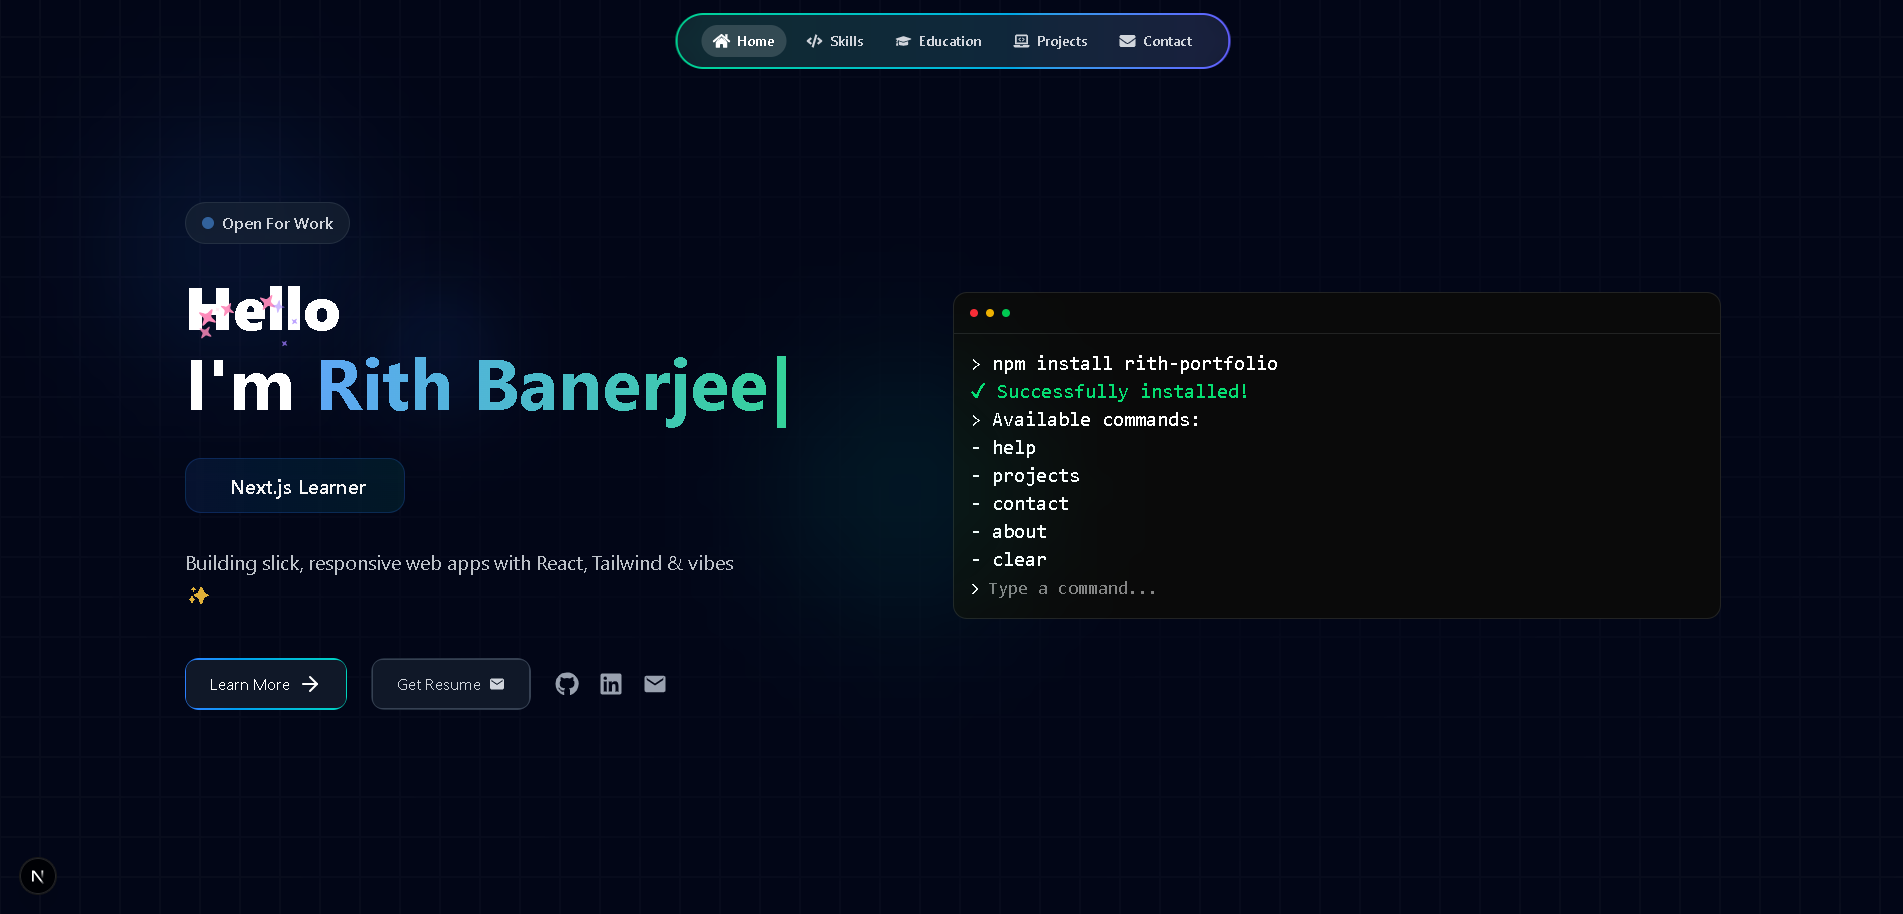 Home Skills Education Projects Contact
Open For Work
Hello
I'm Rith Banerjee|
Next.js Learner
Building slick, responsive web apps with React, Tailwind & vibes
✨
Learn More → Get Resume
> npm install rith-portfolio
✓ Successfully installed!
> Available commands:
- help
- projects
- contact
- about
- clear
> Type a command...
N